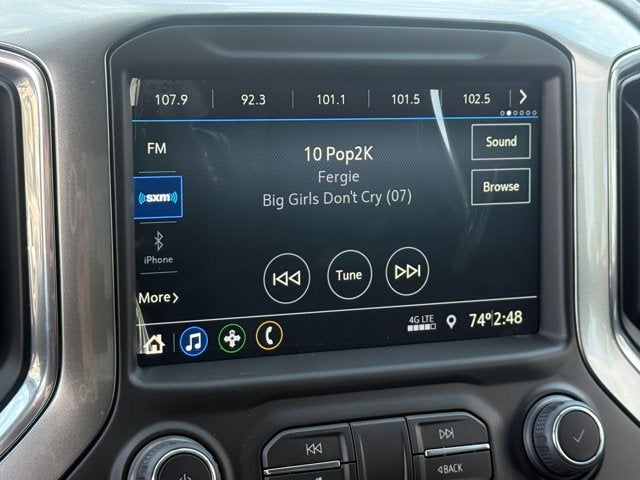 107.9 92.3 101.1 101.5 102.5
FM
10 Pop2K
Sound
Fergie
sxm
Browse
Big Girls Don't Cry (07)
iPhone
Tune
More
4G LTE
74° 2:48
BACK